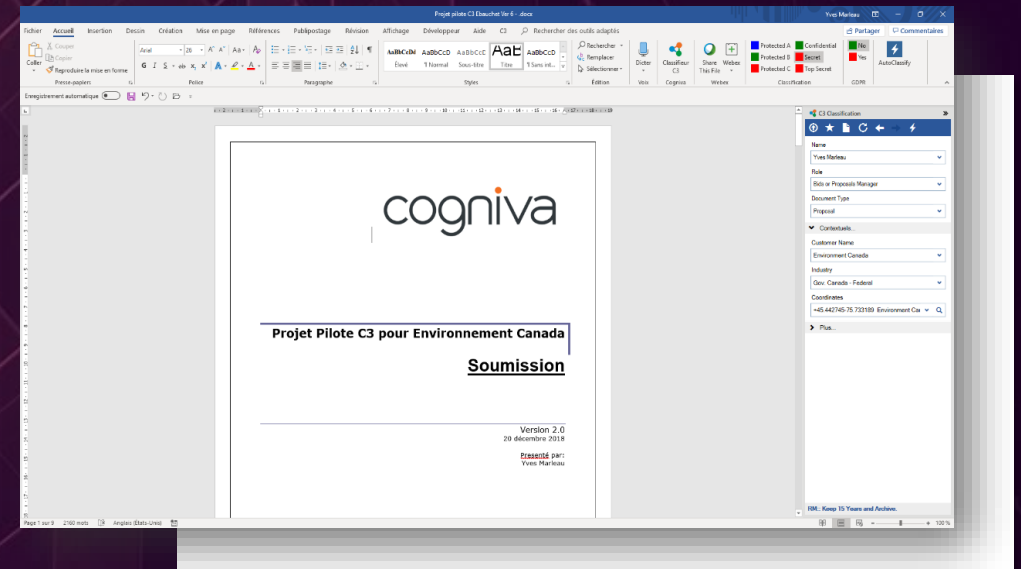 Projet pilote C3 Ebauchet Ver 6 - .docx
Yves Marleau
Fichier Accueil Insertion Dessin Création Mise en page Références Publipostage Révision Affichage Développeur Aide C3 Rechercher des outils adaptés
Partager Commentaires
Coller
Couper
Copier
Reproduire la mise en forme
Presse-papiers
Arial 26
G I S
Police
Paragraphe
AaBbCcDd AaBbCcD AaBbCcC AaBb AaBbCcD
Élevé ¶ Normal Sous-titre Titre ¶ Sans int...
Styles
Rechercher
Remplacer
Sélectionner
Édition
Dicter
Voix
Classifieur C3
Cogniva
Share This File
Webex
Webex
Protected A Confidential
Protected B Secret
Protected C Top Secret
Classification
No
Yes
GDPR
AutoClassify
Enregistrement automatique
C3 Classification
Name
Yves Marleau
Role
Bids or Proposals Manager
Document Type
Proposal
Contextuels...
Customer Name
Environment Canada
Industry
Gov. Canada - Federal
Coordinates
+45.442745-75.733189 Environment Car
Plus...
cogniva
Projet Pilote C3 pour Environnement Canada
Soumission
Version 2.0
20 décembre 2018
Presenté par:
Yves Marleau
RM.: Keep 15 Years and Archive.
Page 1 sur 9 2160 mots Anglais (États-Unis)
100 %